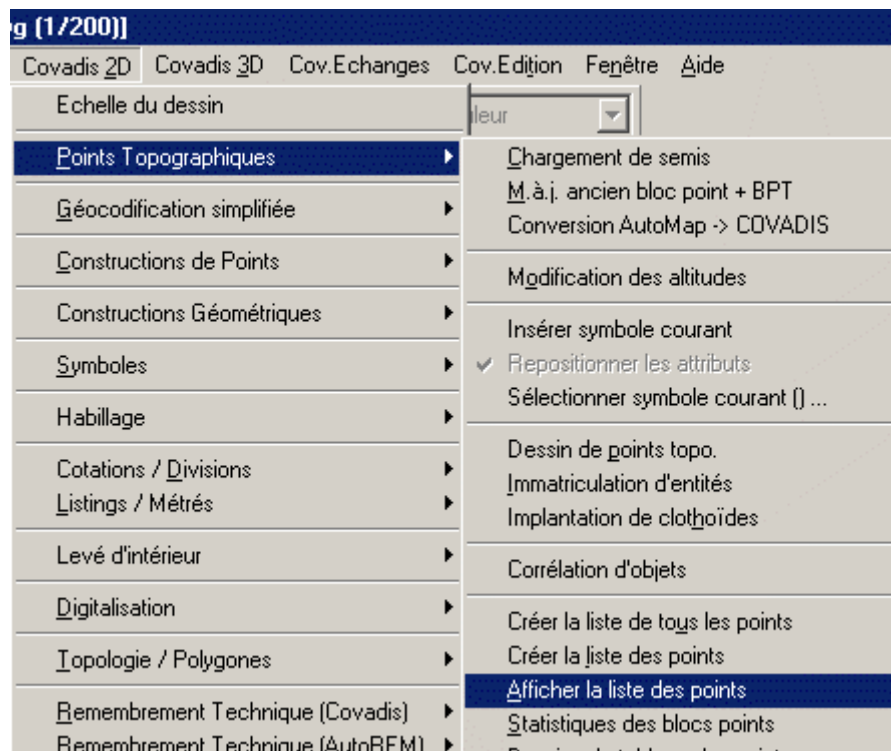 g (1/200)]
Covadis 2D Covadis 3D Cov.Echanges Cov.Edition Fenêtre Aide
Echelle du dessin
leur
Points Topographiques
Géocodification simplifiée
Constructions de Points
Constructions Géométriques
Symboles
Habillage
Cotations / Divisions
Listings / Métrés
Levé d'intérieur
Digitalisation
Topologie / Polygones
Remembrement Technique (Covadis)
Remembrement Technique (AutoREM)
Chargement de semis
M.à.j. ancien bloc point + BPT
Conversion AutoMap -> COVADIS
Modification des altitudes
Insérer symbole courant
Repositionner les attributs
Sélectionner symbole courant () ...
Dessin de points topo.
Immatriculation d'entités
Implantation de clothoïdes
Corrélation d'objets
Créer la liste de tous les points
Créer la liste des points
Afficher la liste des points
Statistiques des blocs points